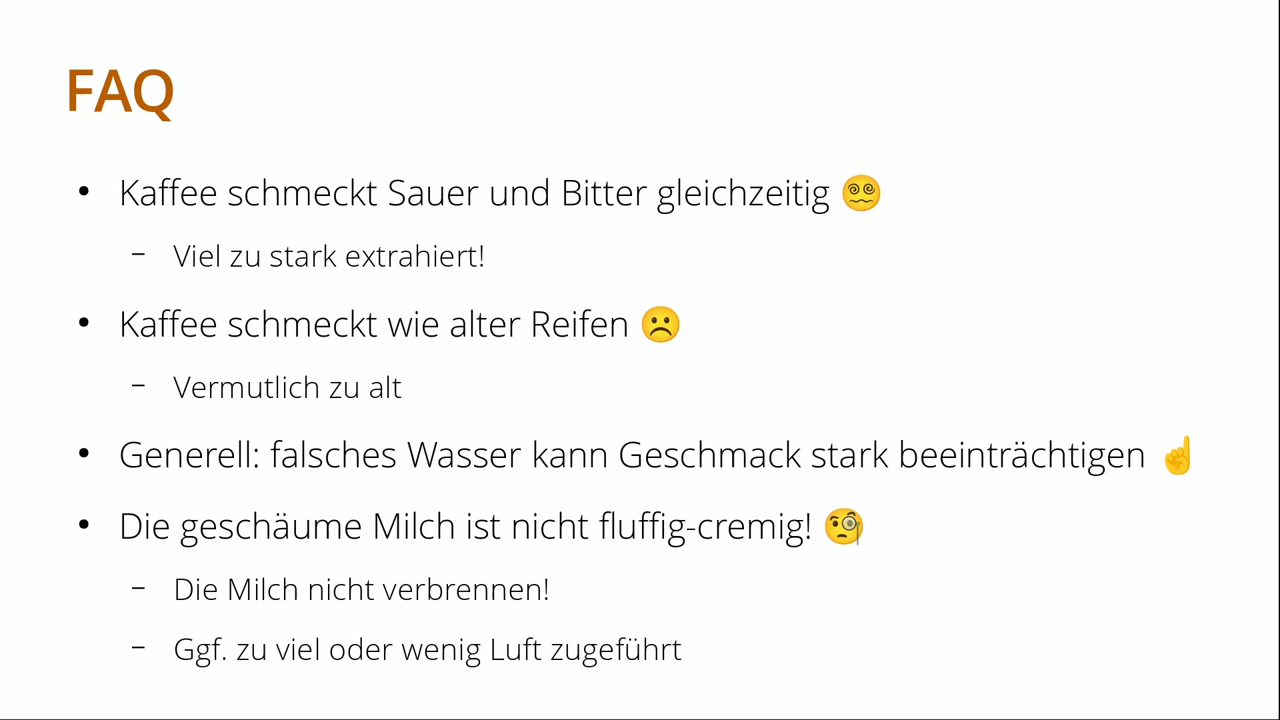 FAQ
• Kaffee schmeckt Sauer und Bitter gleichzeitig 😵‍💫
– Viel zu stark extrahiert!
• Kaffee schmeckt wie alter Reifen ☹️
– Vermutlich zu alt
• Generell: falsches Wasser kann Geschmack stark beeinträchtigen ☝️
• Die geschäume Milch ist nicht fluffig-cremig! 🧐
– Die Milch nicht verbrennen!
– Ggf. zu viel oder wenig Luft zugeführt